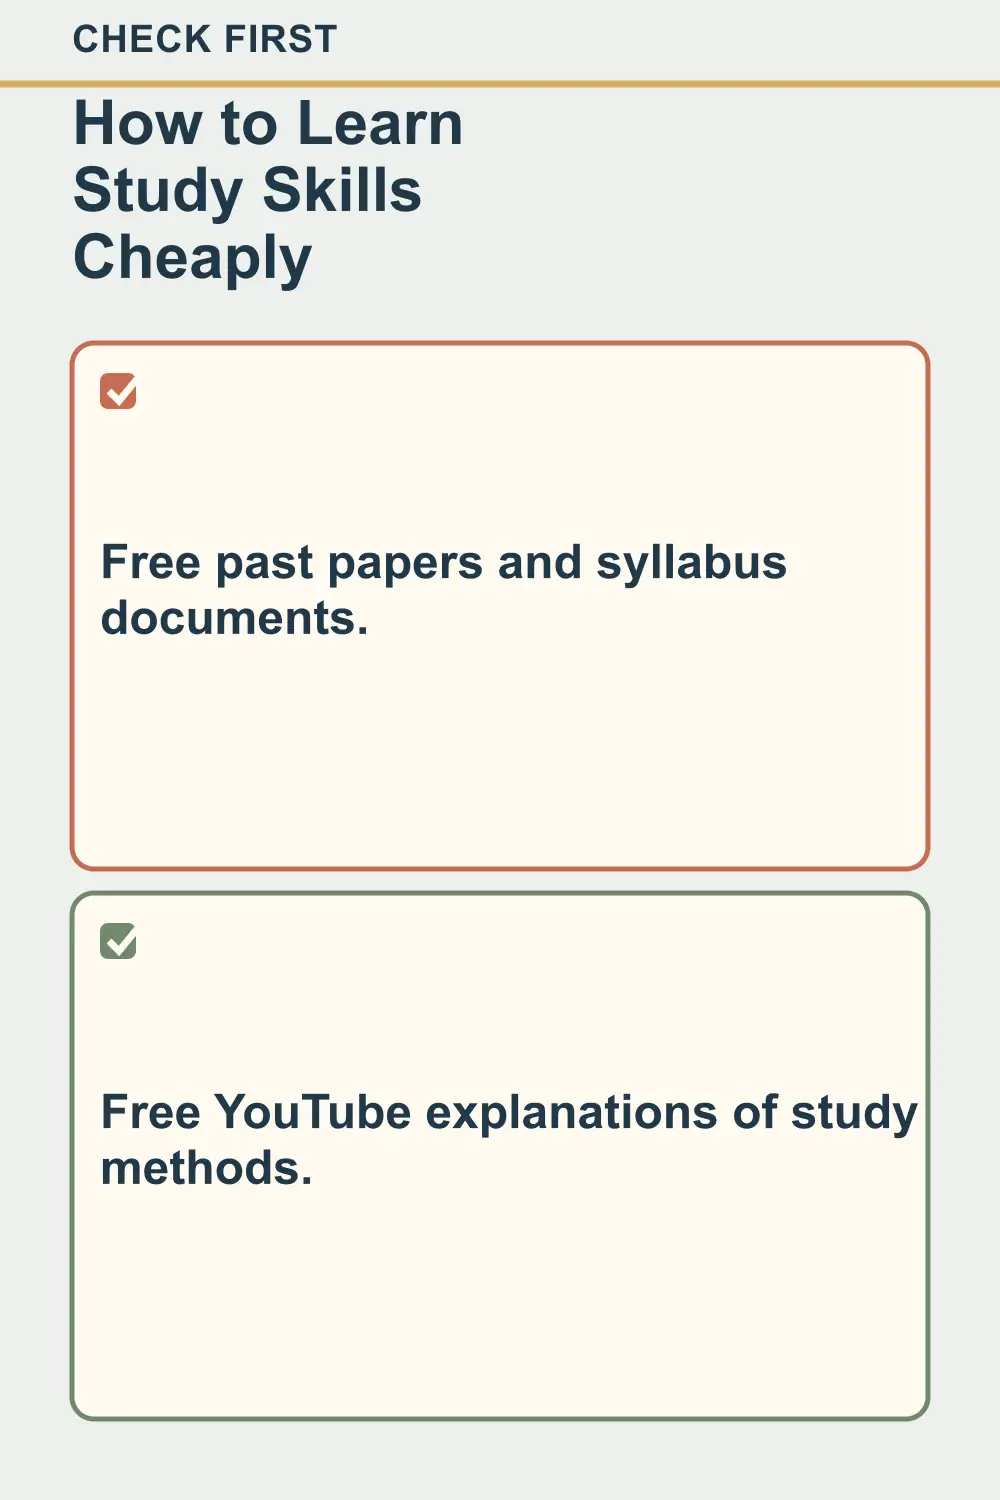 CHECK FIRST
How to Learn
Study Skills
Cheaply
Free past papers and syllabus
documents.
Free YouTube explanations of study
methods.